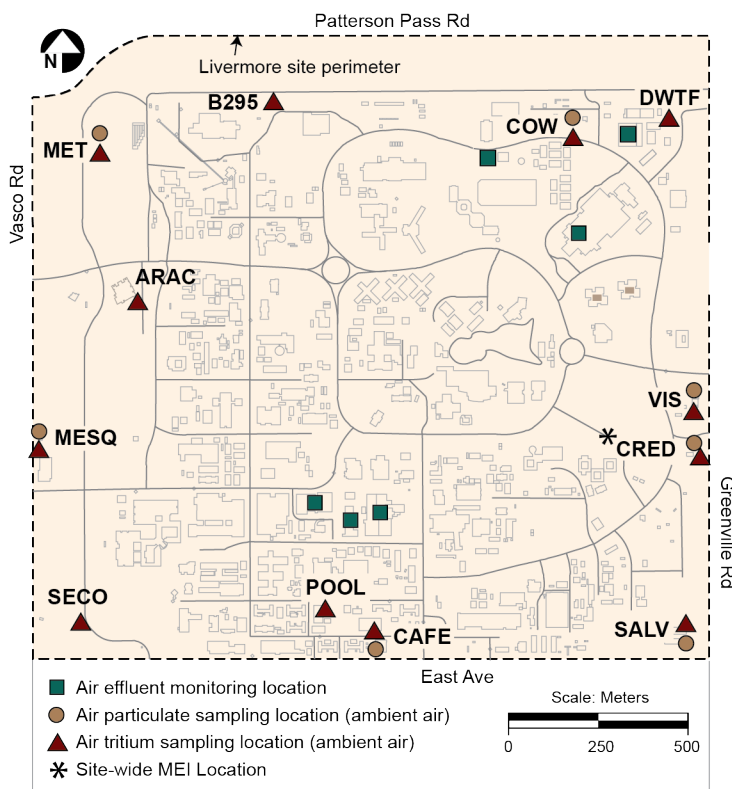 Patterson Pass Rd
N
Livermore site perimeter
B295
DWTF
COW
MET
Vasco Rd
ARAC
VIS
MESQ
CRED
Greenville Rd
SECO
POOL
CAFE
SALV
East Ave
Air effluent monitoring location
Air particulate sampling location (ambient air)
Air tritium sampling location (ambient air)
Site-wide MEI Location
Scale: Meters
0 250 500